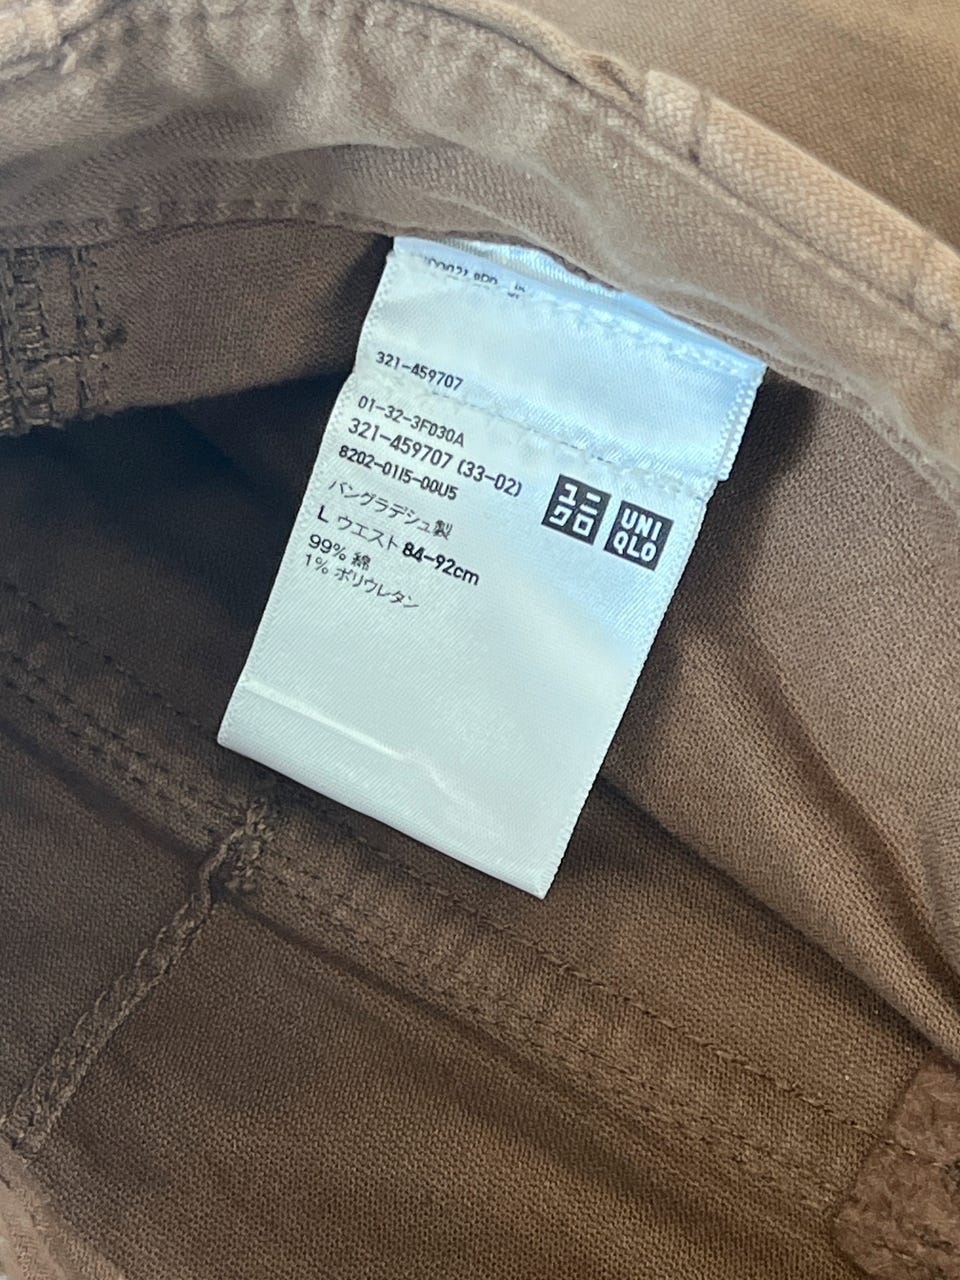 321-459707
01-32-3F030A
321-459707 (33-02)
8202-0115-00U5
バングラデシュ製
L ウエスト 84-92cm
99% 綿
1% ポリウレタン
ユニクロ
UNIQLO